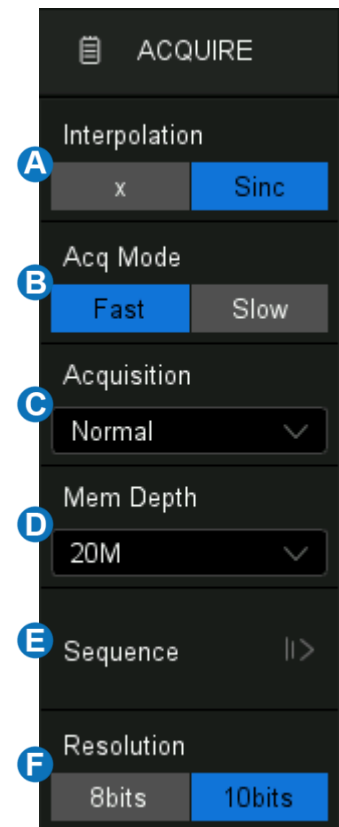 ACQUIRE
Interpolation
A
x Sinc
Acq Mode
B
Fast Slow
Acquisition
C
Normal
Mem Depth
D
20M
E Sequence
Resolution
F
8bits 10bits